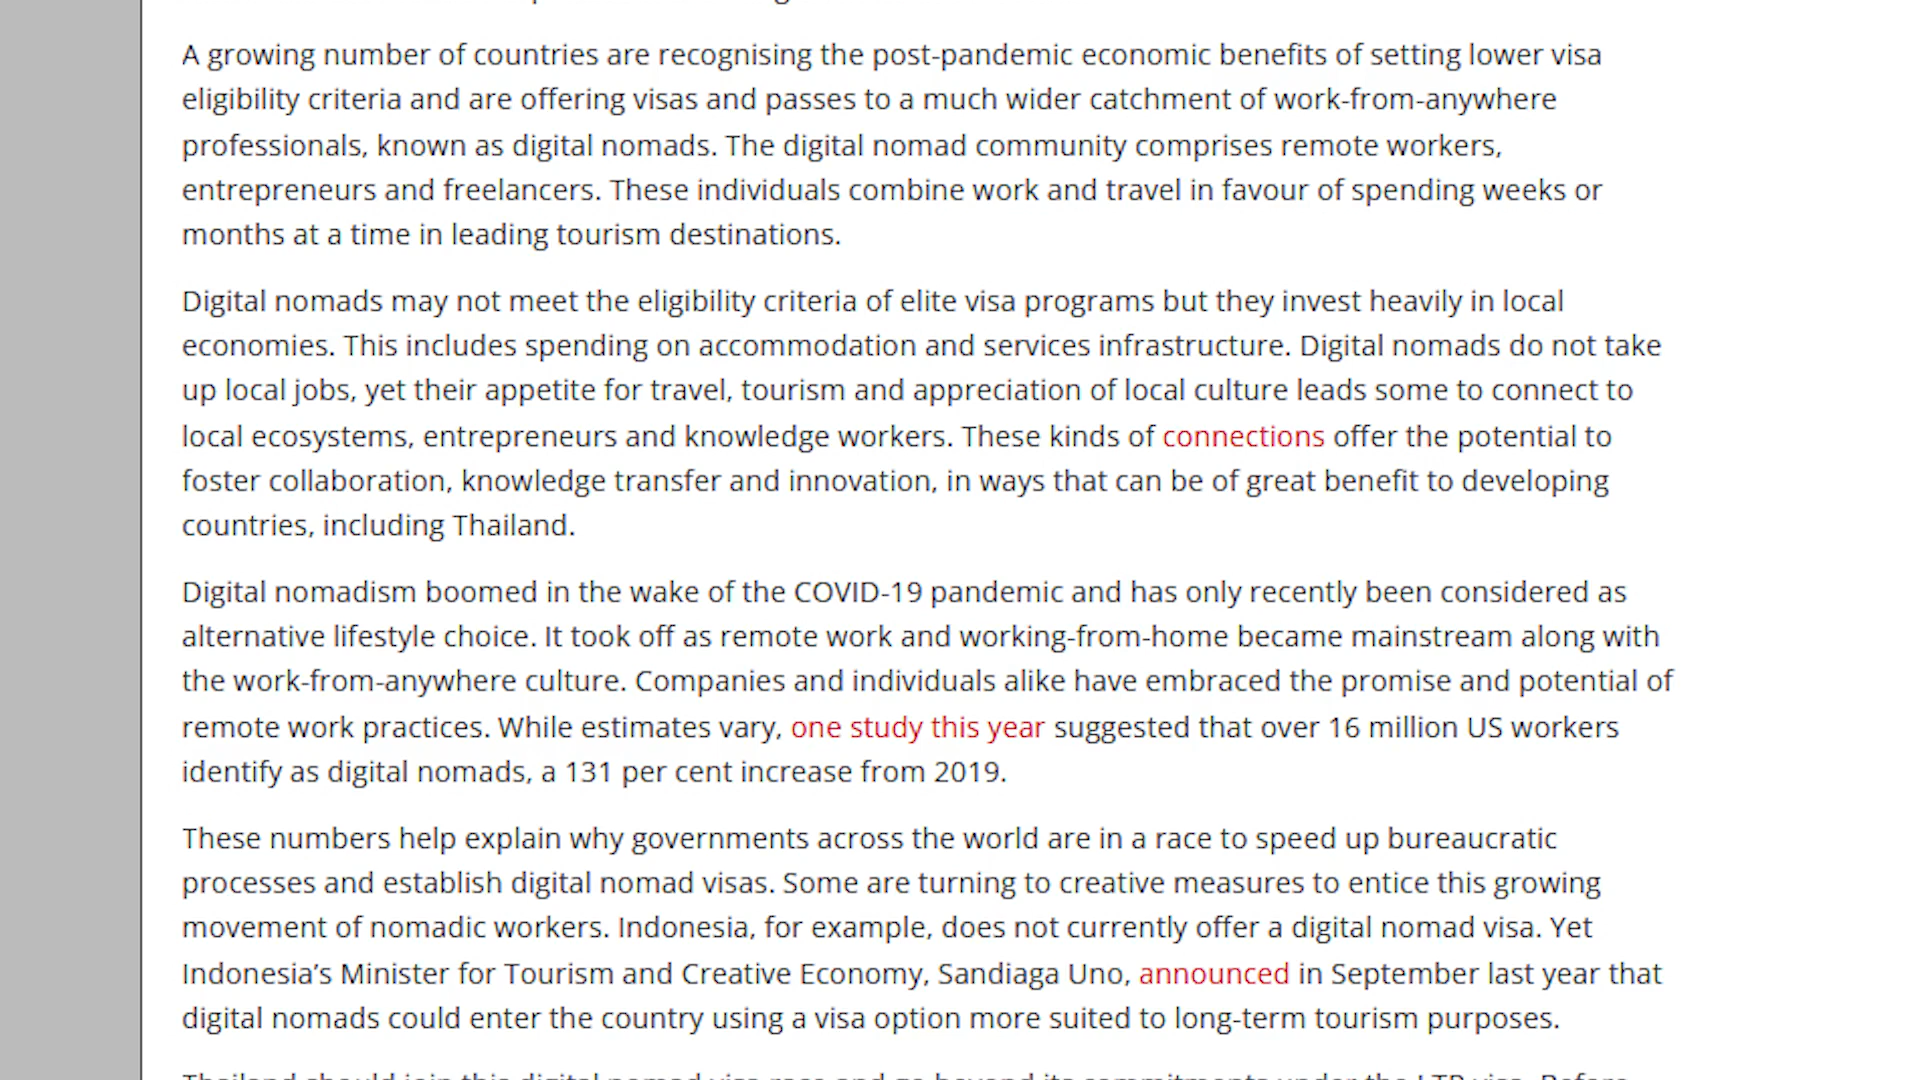 A growing number of countries are recognising the post-pandemic economic benefits of setting lower visa
eligibility criteria and are offering visas and passes to a much wider catchment of work-from-anywhere
professionals, known as digital nomads. The digital nomad community comprises remote workers,
entrepreneurs and freelancers. These individuals combine work and travel in favour of spending weeks or
months at a time in leading tourism destinations.
Digital nomads may not meet the eligibility criteria of elite visa programs but they invest heavily in local
economies. This includes spending on accommodation and services infrastructure. Digital nomads do not take
up local jobs, yet their appetite for travel, tourism and appreciation of local culture leads some to connect to
local ecosystems, entrepreneurs and knowledge workers. These kinds of connections offer the potential to
foster collaboration, knowledge transfer and innovation, in ways that can be of great benefit to developing
countries, including Thailand.
Digital nomadism boomed in the wake of the COVID-19 pandemic and has only recently been considered as
alternative lifestyle choice. It took off as remote work and working-from-home became mainstream along with
the work-from-anywhere culture. Companies and individuals alike have embraced the promise and potential of
remote work practices. While estimates vary, one study this year suggested that over 16 million US workers
identify as digital nomads, a 131 per cent increase from 2019.
These numbers help explain why governments across the world are in a race to speed up bureaucratic
processes and establish digital nomad visas. Some are turning to creative measures to entice this growing
movement of nomadic workers. Indonesia, for example, does not currently offer a digital nomad visa. Yet
Indonesia’s Minister for Tourism and Creative Economy, Sandiaga Uno, announced in September last year that
digital nomads could enter the country using a visa option more suited to long-term tourism purposes.